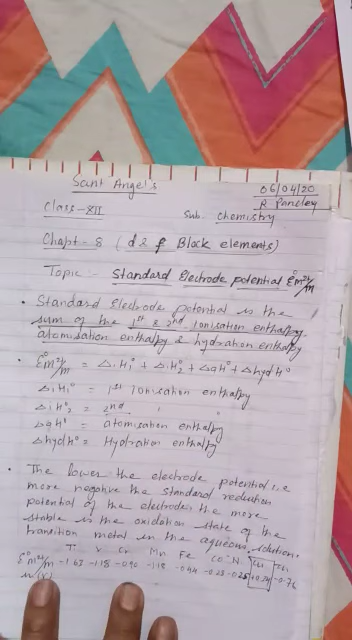 Saint Angel's
06/04/20
Class-XII
R. Pandey
Sub. Chemistry
Chapt-8 (d & f Block elements)
Topic :- Standard Electrode potential E°M²⁺/M
• Standard Electrode potential is the
sum of the 1st & 2nd Ionisation enthalpy,
atomisation enthalpy & hydration enthalpy
• E°M²⁺/M = ΔiH₁° + ΔiH₂° + ΔaH° + ΔhydH°
ΔiH₁° = 1st Ionisation enthalpy
ΔiH₂° = 2nd " "
ΔaH° = atomisation enthalpy
ΔhydH° = Hydration enthalpy
• The lower the electrode potential i.e
more negative the standard reduction
potential of the electrode, the more
stable is the oxidation state of the
transition metal in the aqueous solution.
Ti V Cr Mn Fe Co Ni Cu Zn
E°M²⁺/M -1.63 -1.18 -0.90 -1.18 -0.44 -0.28 -0.25 +0.34 -0.76
in (V)